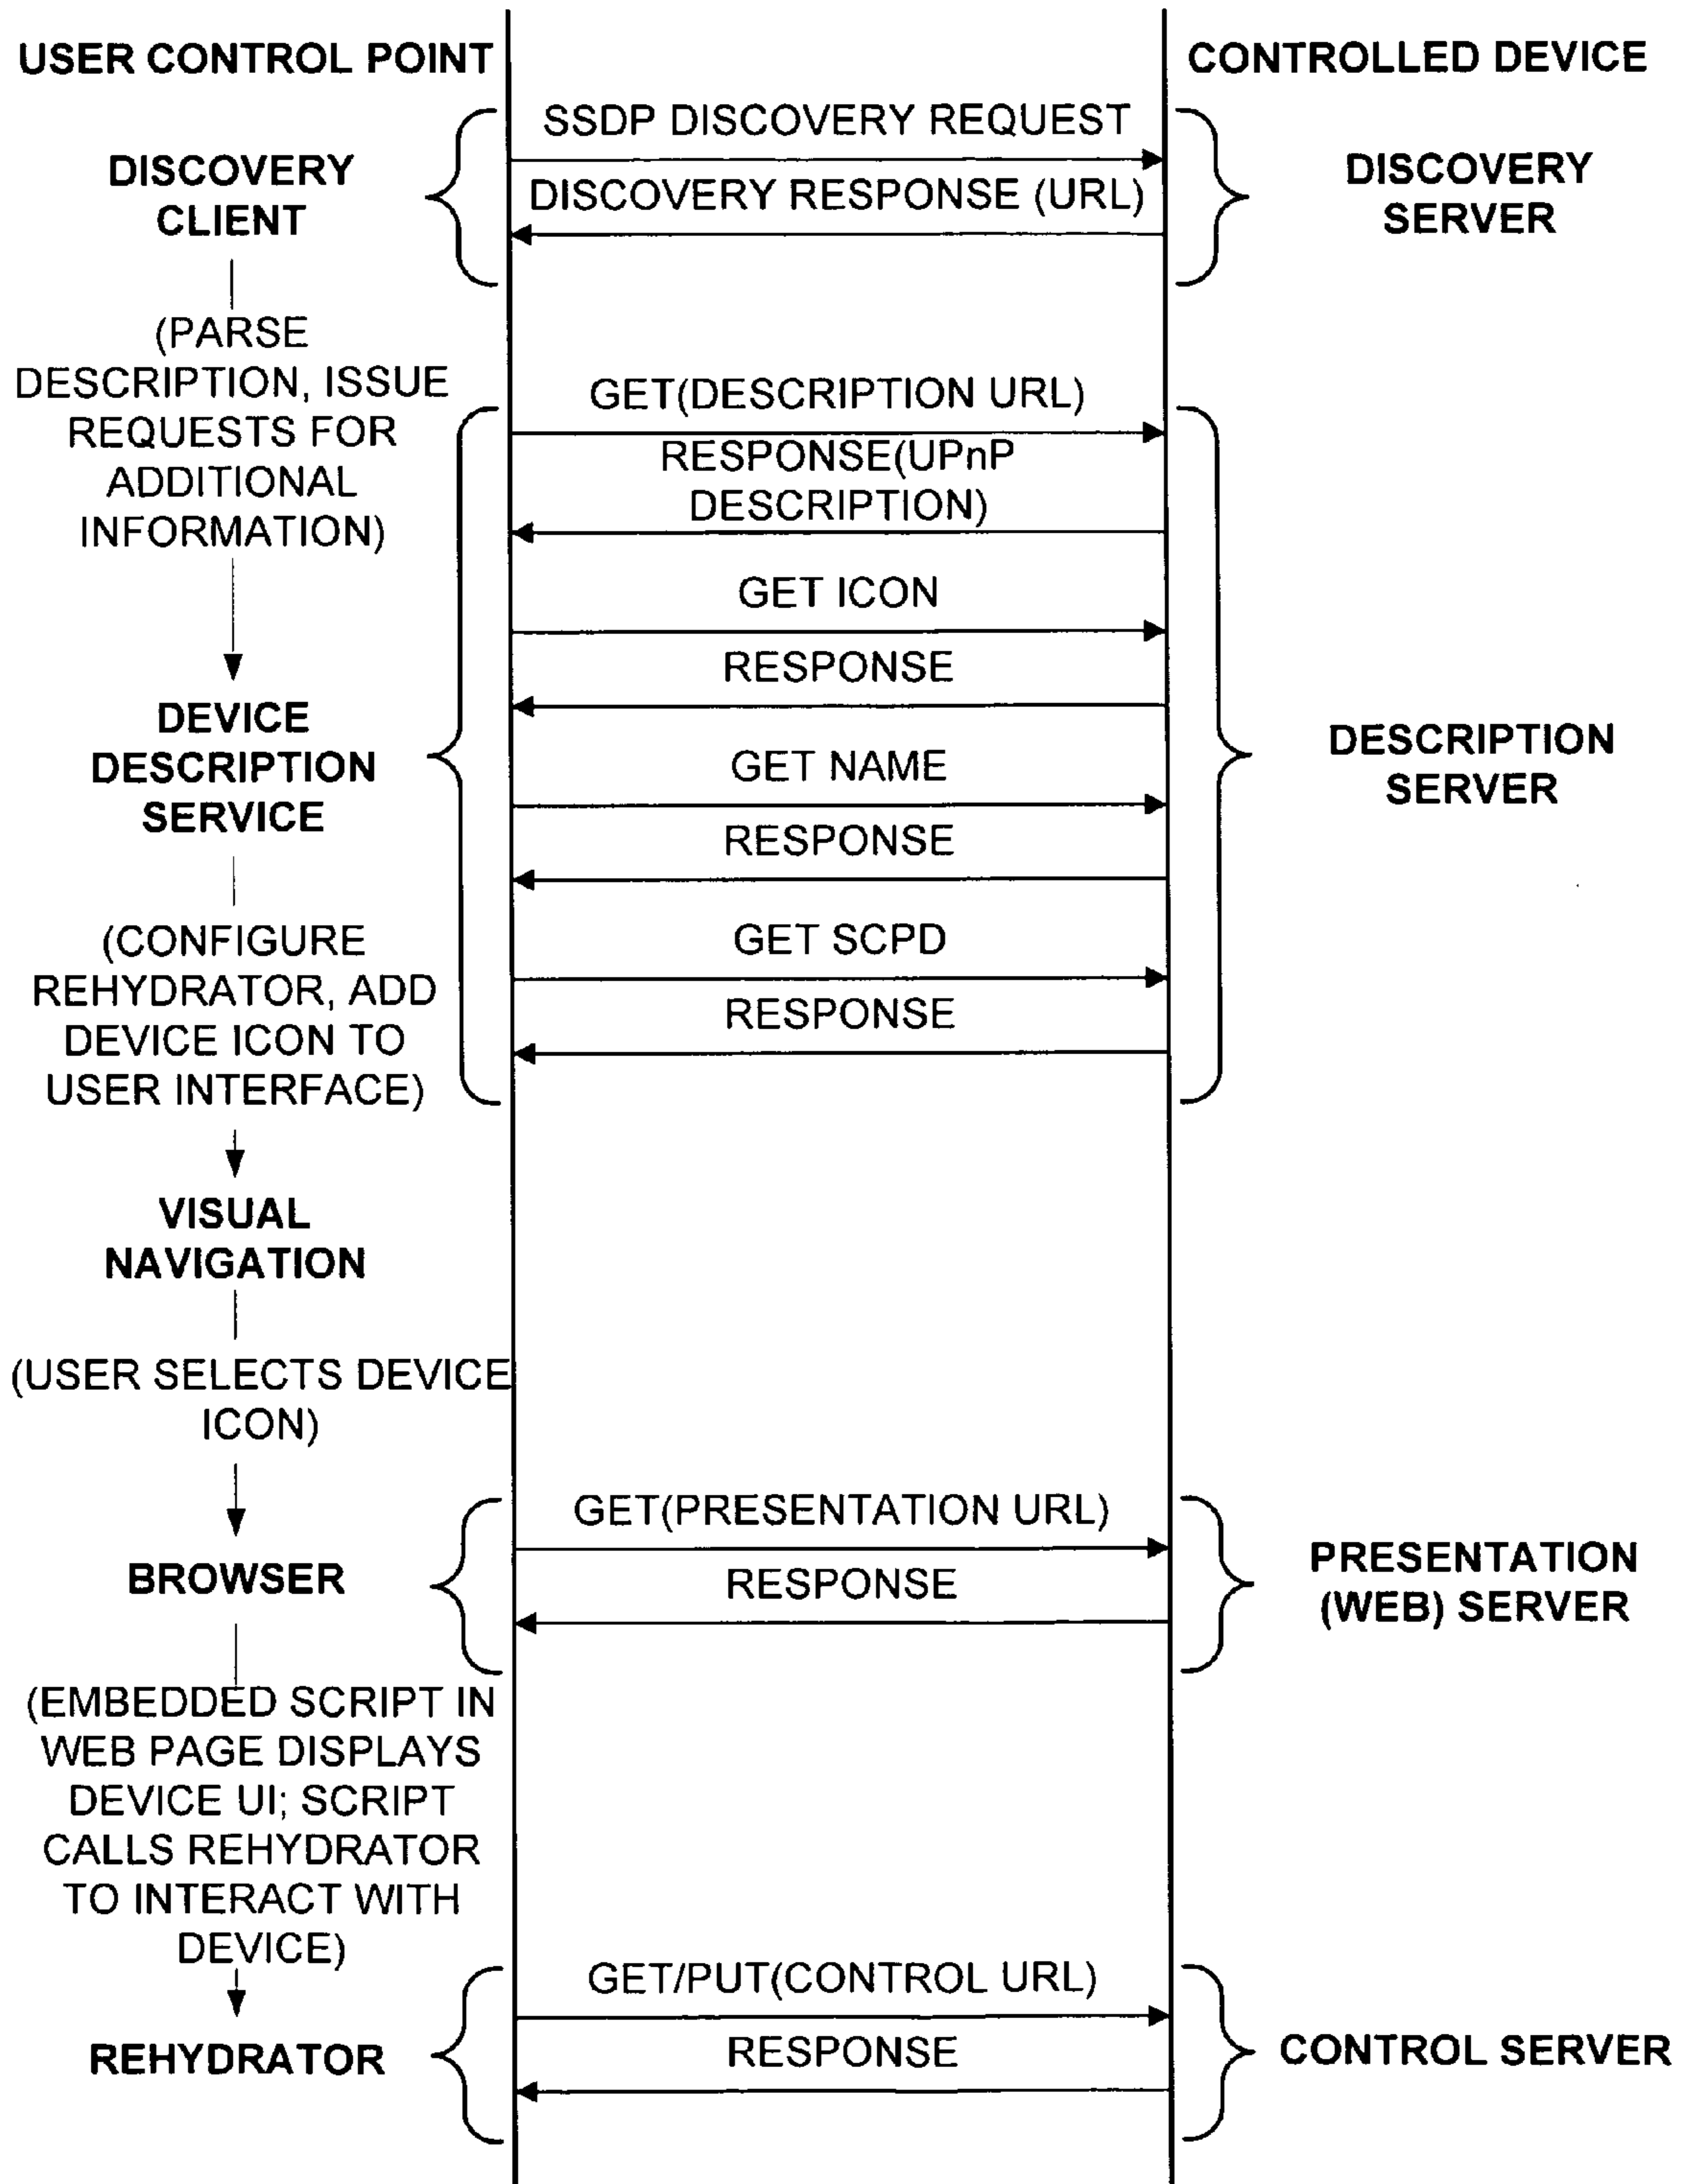 USER CONTROL POINT
CONTROLLED DEVICE
SSDP DISCOVERY REQUEST
DISCOVERY
CLIENT
DISCOVERY RESPONSE (URL)
DISCOVERY
SERVER
(PARSE
DESCRIPTION, ISSUE
REQUESTS FOR
ADDITIONAL
INFORMATION)
GET(DESCRIPTION URL)
RESPONSE(UPnP
DESCRIPTION)
GET ICON
RESPONSE
DEVICE
DESCRIPTION
SERVICE
GET NAME
RESPONSE
DESCRIPTION
SERVER
(CONFIGURE
REHYDRATOR, ADD
DEVICE ICON TO
USER INTERFACE)
GET SCPD
RESPONSE
VISUAL
NAVIGATION
(USER SELECTS DEVICE
ICON)
GET(PRESENTATION URL)
BROWSER
RESPONSE
PRESENTATION
(WEB) SERVER
(EMBEDDED SCRIPT IN
WEB PAGE DISPLAYS
DEVICE UI; SCRIPT
CALLS REHYDRATOR
TO INTERACT WITH
DEVICE)
GET/PUT(CONTROL URL)
REHYDRATOR
RESPONSE
CONTROL SERVER